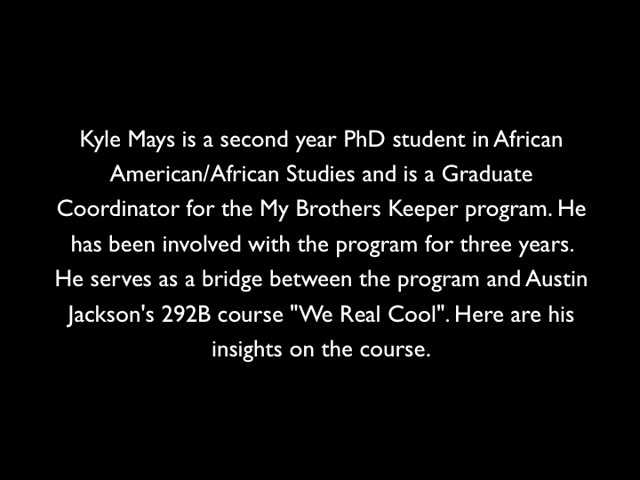 Kyle Mays is a second year PhD student in African
American/African Studies and is a Graduate
Coordinator for the My Brothers Keeper program. He
has been involved with the program for three years.
He serves as a bridge between the program and Austin
Jackson's 292B course "We Real Cool". Here are his
insights on the course.